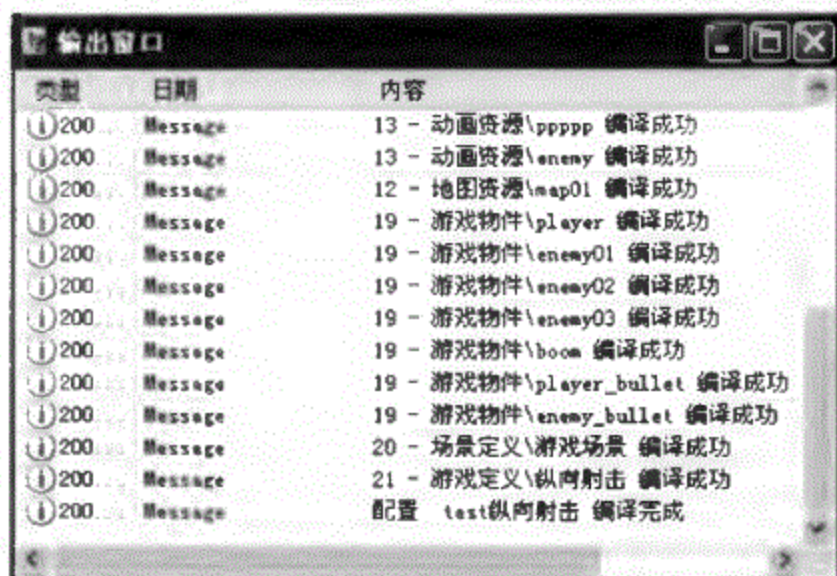 输出窗口
类型 日期 内容
200... Message 13 - 动画资源\ppppp 编译成功
200... Message 13 - 动画资源\enemy 编译成功
200... Message 12 - 地图资源\map01 编译成功
200... Message 19 - 游戏物件\player 编译成功
200... Message 19 - 游戏物件\enemy01 编译成功
200... Message 19 - 游戏物件\enemy02 编译成功
200... Message 19 - 游戏物件\enemy03 编译成功
200... Message 19 - 游戏物件\boom 编译成功
200... Message 19 - 游戏物件\player_bullet 编译成功
200... Message 19 - 游戏物件\enemy_bullet 编译成功
200... Message 20 - 场景定义\游戏场景 编译成功
200... Message 21 - 游戏定义\纵向射击 编译成功
200... Message 配置 test纵向射击 编译完成